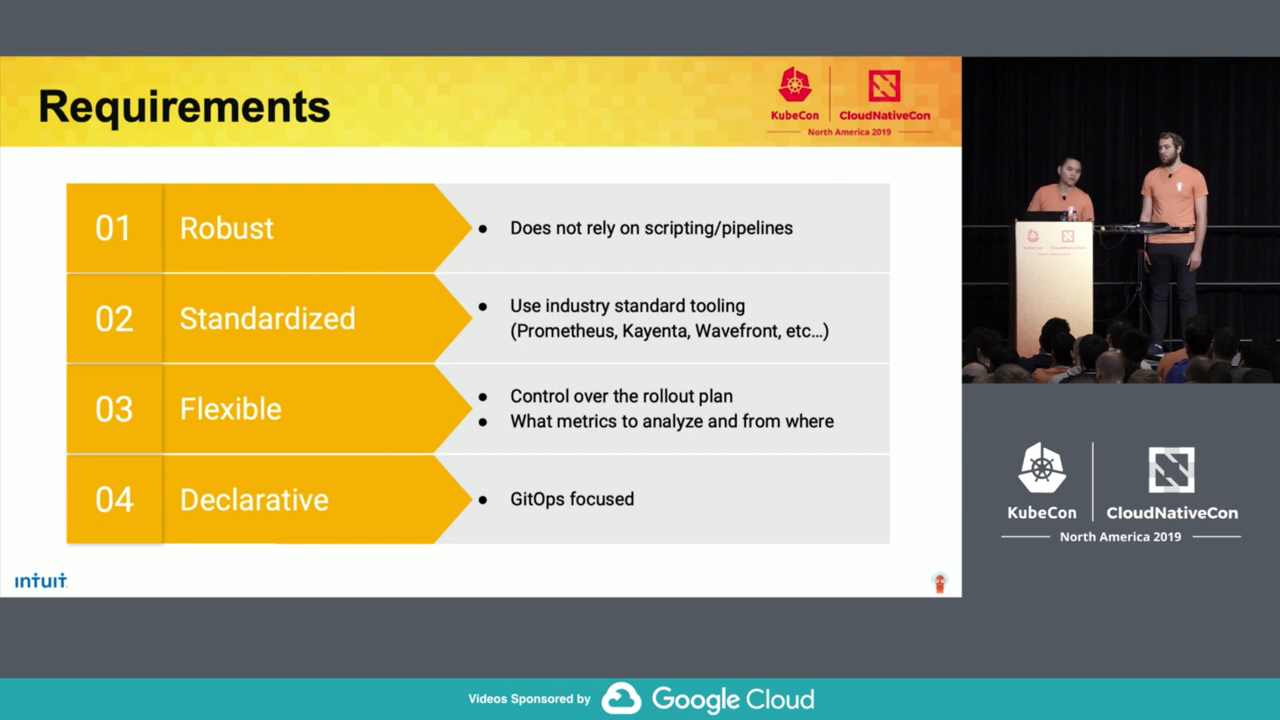 Requirements
KubeCon
CloudNativeCon
North America 2019
01
Robust
● Does not rely on scripting/pipelines
02
Standardized
● Use industry standard tooling
(Prometheus, Kayenta, Wavefront, etc...)
03
Flexible
● Control over the rollout plan
● What metrics to analyze and from where
04
Declarative
● GitOps focused
intuit
KubeCon
CloudNativeCon
North America 2019
Videos Sponsored by
Google Cloud